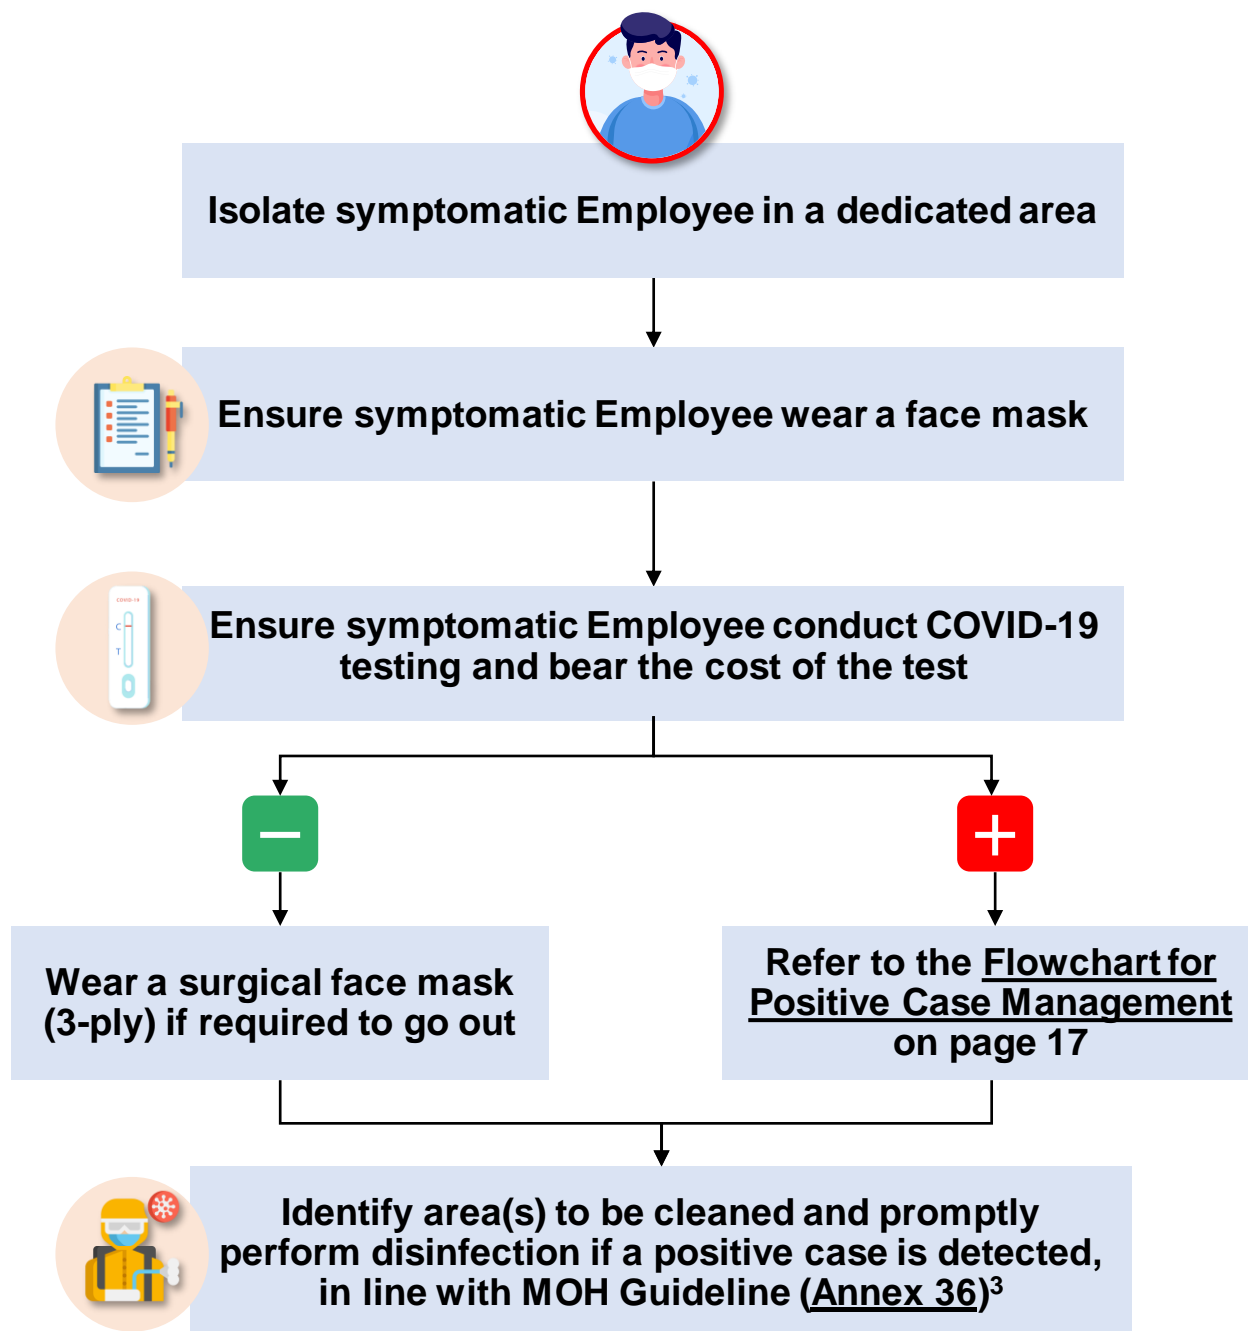 Isolate symptomatic Employee in a dedicated area
Ensure symptomatic Employee wear a face mask
COVID-19
C
T
Ensure symptomatic Employee conduct COVID-19
testing and bear the cost of the test
Wear a surgical face mask
(3-ply) if required to go out
Refer to the Flowchart for
Positive Case Management
on page 17
Identify area(s) to be cleaned and promptly
perform disinfection if a positive case is detected,
in line with MOH Guideline (Annex 36)³